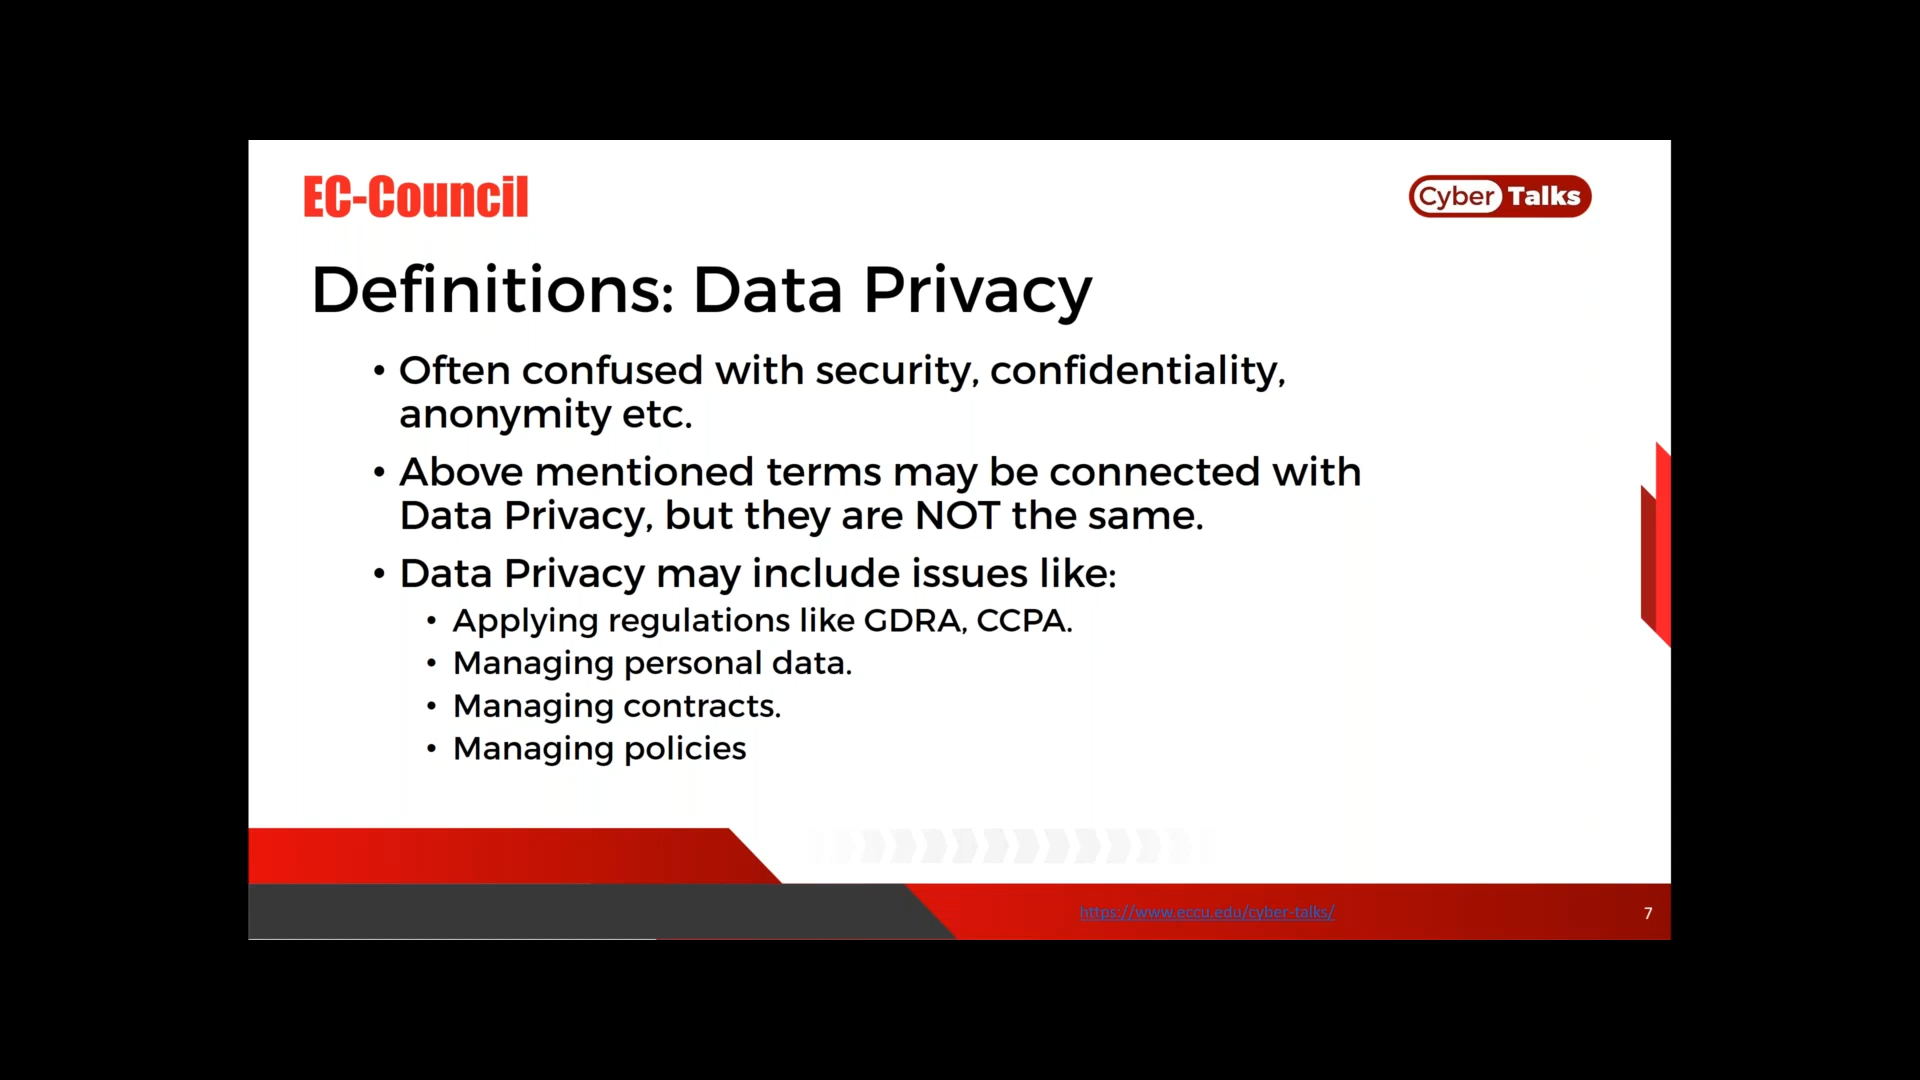 EC-Council
Cyber Talks
Definitions: Data Privacy
• Often confused with security, confidentiality,
anonymity etc.
• Above mentioned terms may be connected with
Data Privacy, but they are NOT the same.
• Data Privacy may include issues like:
• Applying regulations like GDRA, CCPA.
• Managing personal data.
• Managing contracts.
• Managing policies
https://www.eccu.edu/cyber-talks/
7